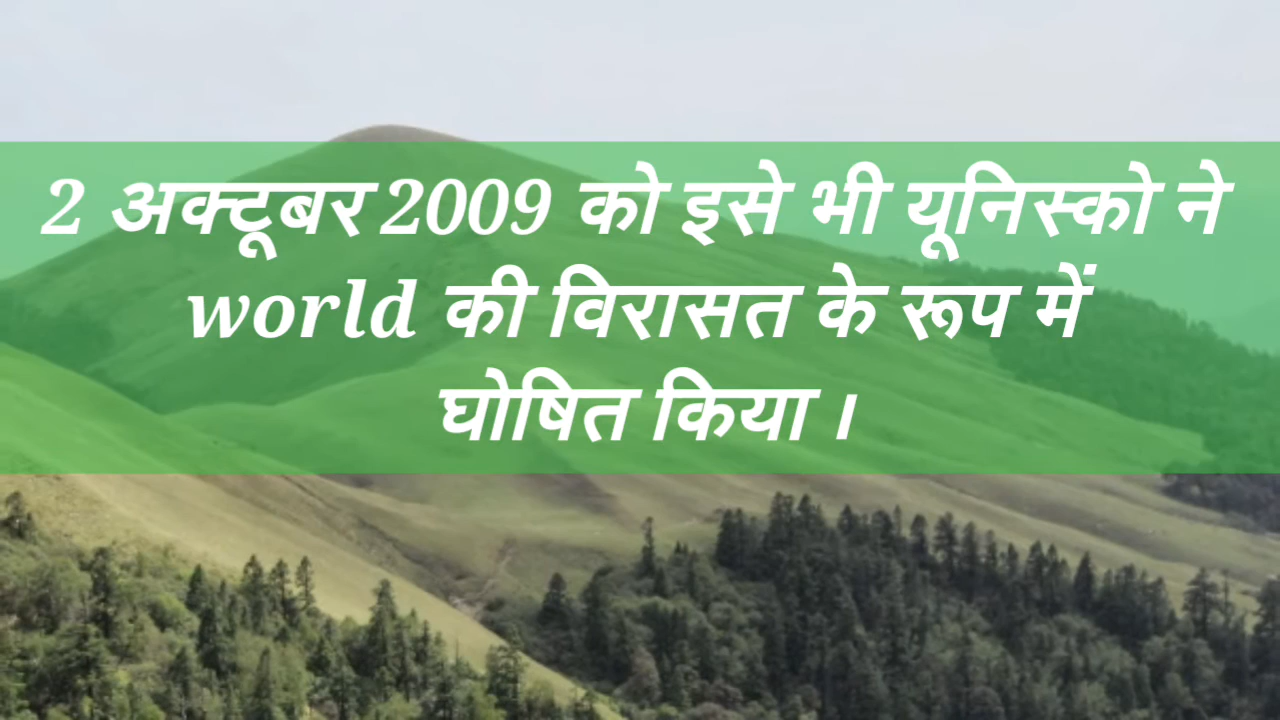 2 अक्टूबर 2009 को इसे भी यूनिस्को ने
world की विरासत के रूप में
घोषित किया ।